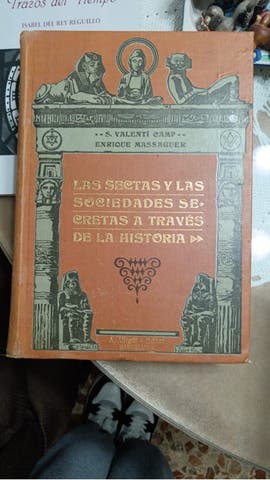 Trazos del Tiempo
ISABEL DEL REY REGUILLO
S. VALENTÍ CAMP
ENRIQUE MASSAGUER
LAS SECTAS Y LAS
SOCIEDADES SE-
CRETAS A TRAVÉS
DE LA HISTORIA